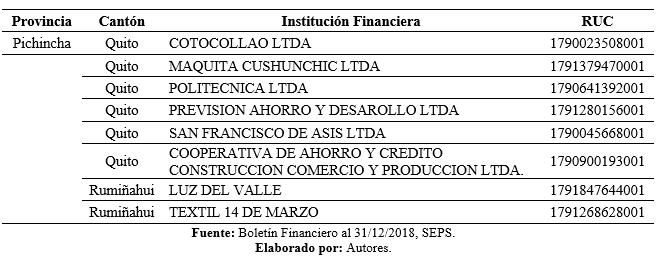 Provincia Cantón Institución Financiera RUC
Pichincha Quito COTOCOLLAO LTDA 1790023508001
Quito MAQUITA CUSHUNCHIC LTDA 1791379470001
Quito POLITECNICA LTDA 1790641392001
Quito PREVISION AHORRO Y DESAROLLO LTDA 1791280156001
Quito SAN FRANCISCO DE ASIS LTDA 1790045668001
Quito COOPERATIVA DE AHORRO Y CREDITO
CONSTRUCCION COMERCIO Y PRODUCCION LTDA. 1790900193001
Rumiñahui LUZ DEL VALLE 1791847644001
Rumiñahui TEXTIL 14 DE MARZO 1791268628001
Fuente: Boletín Financiero al 31/12/2018, SEPS.
Elaborado por: Autores.